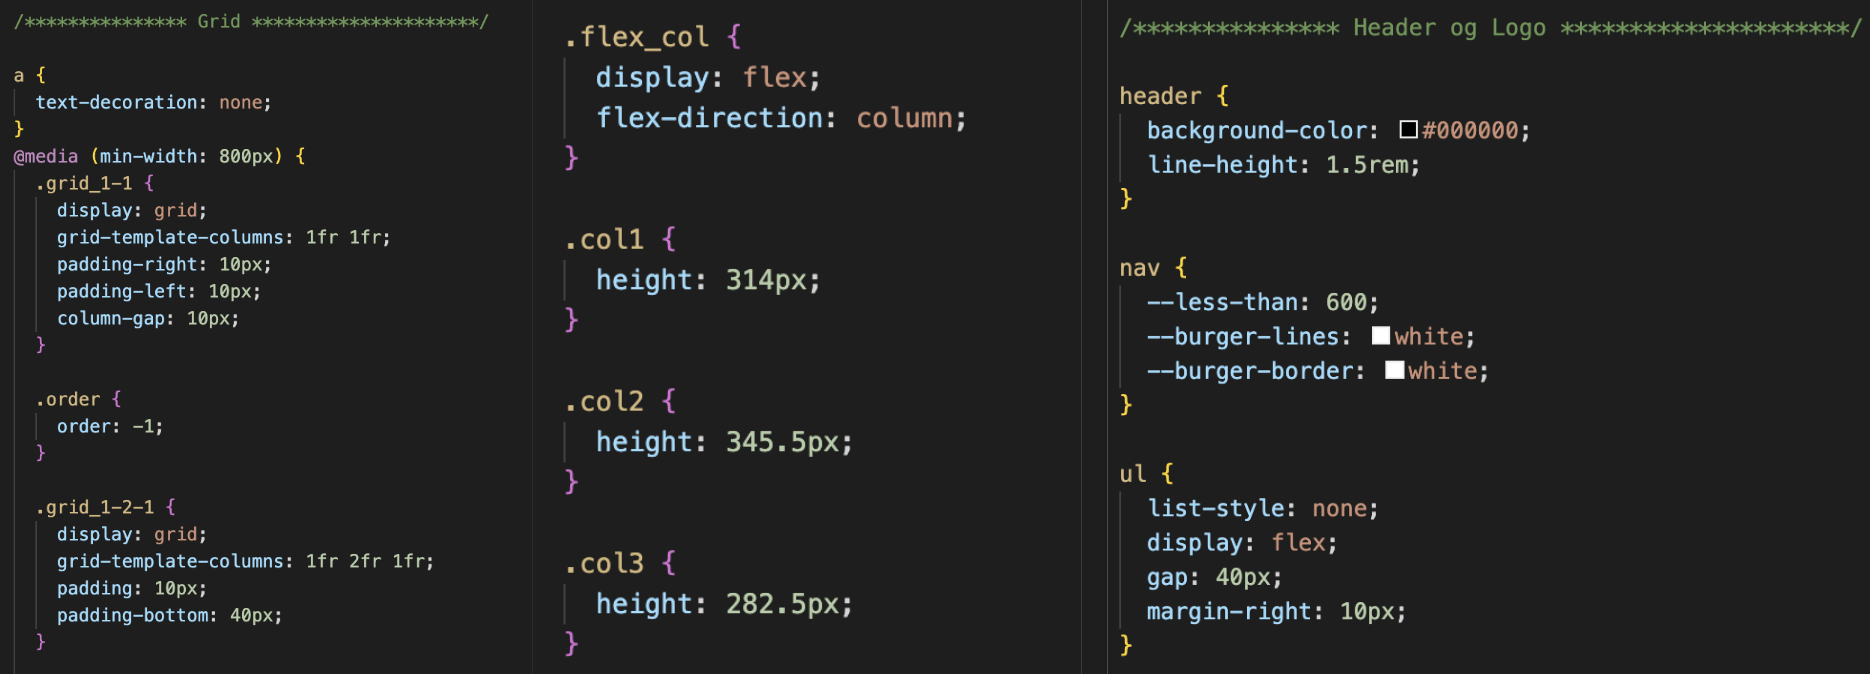 /*************** Grid *********************/
a {
text-decoration: none;
}
@media (min-width: 800px) {
.grid_1-1 {
display: grid;
grid-template-columns: 1fr 1fr;
padding-right: 10px;
padding-left: 10px;
column-gap: 10px;
}
.order {
order: -1;
}
.grid_1-2-1 {
display: grid;
grid-template-columns: 1fr 2fr 1fr;
padding: 10px;
padding-bottom: 40px;
}
.flex_col {
display: flex;
flex-direction: column;
}
.col1 {
height: 314px;
}
.col2 {
height: 345.5px;
}
.col3 {
height: 282.5px;
}
/*************** Header og Logo *********************/
header {
background-color: #000000;
line-height: 1.5rem;
}
nav {
--less-than: 600;
--burger-lines: white;
--burger-border: white;
}
ul {
list-style: none;
display: flex;
gap: 40px;
margin-right: 10px;
}